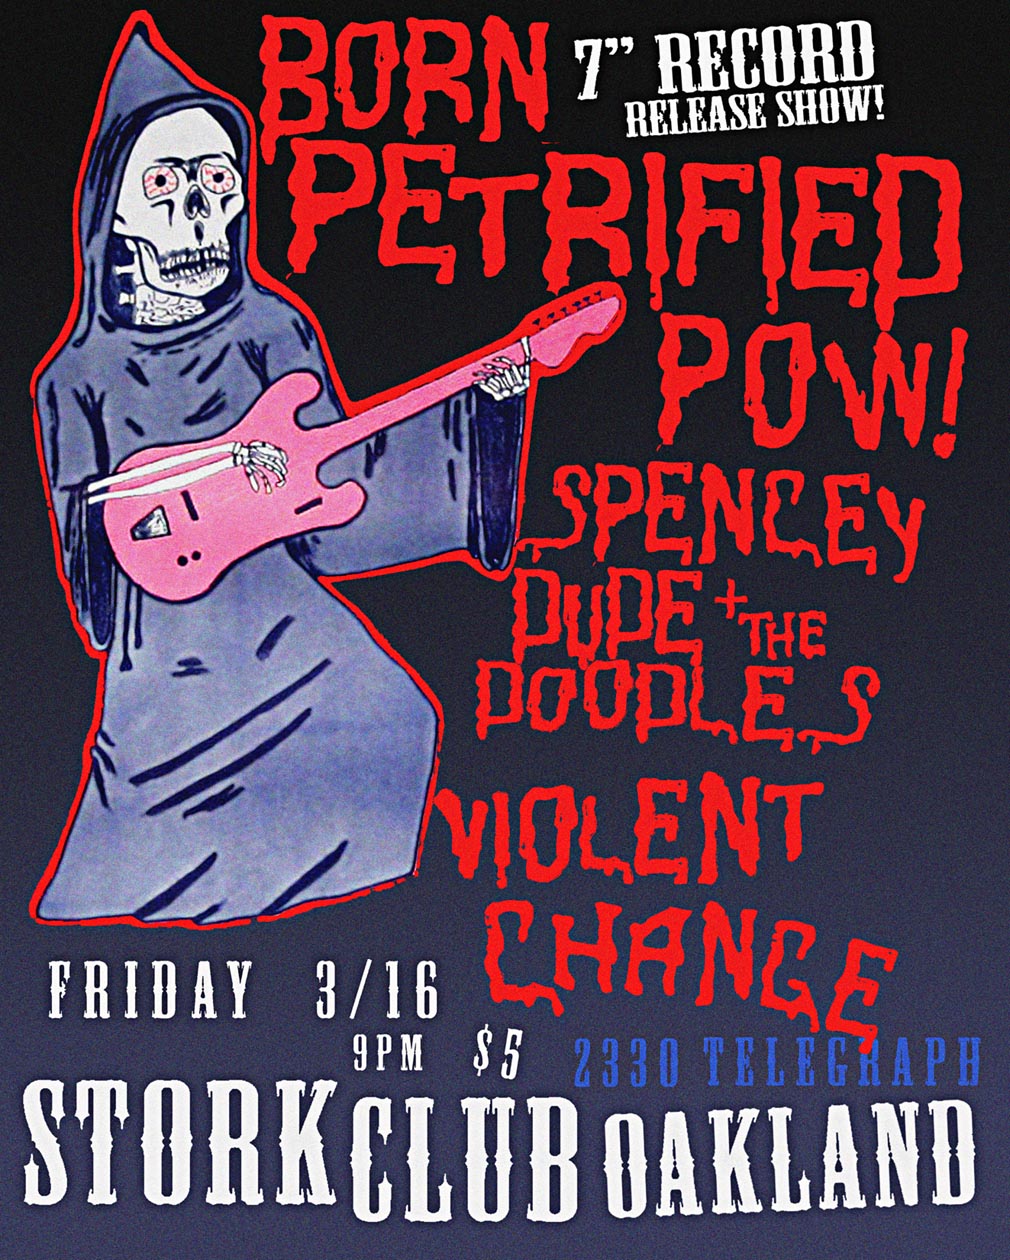 BORN
7” RECORD
RELEASE SHOW!
PETRIFIED
POW!
SPENCEY
DUDE + THE
DOODLES
VIOLENT
CHANGE
FRIDAY 3/16
9PM $5 2330 TELEGRAPH
STORK CLUB OAKLAND